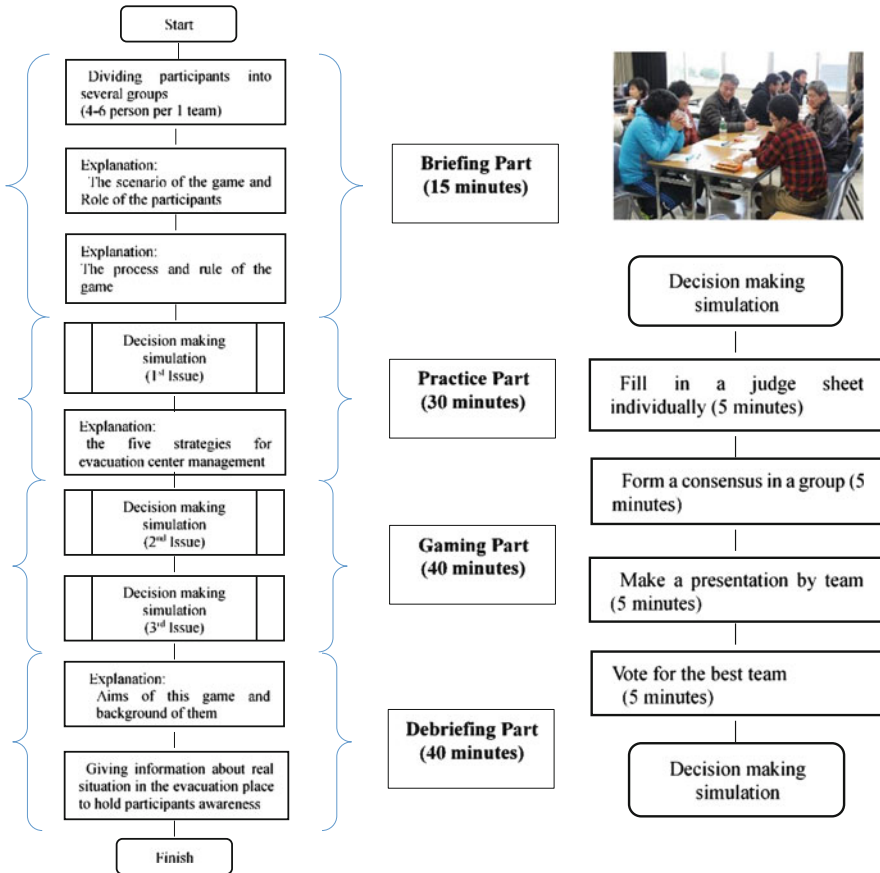 Start
Dividing participants into
several groups
(4-6 person per 1 team)
Explanation:
The scenario of the game and
Role of the participants
Explanation:
The process and rule of the
game
Decision making
simulation
(1st Issue)
Explanation:
the five strategies for
evacuation center management
Decision making
simulation
(2nd Issue)
Decision making
simulation
(3rd Issue)
Explanation:
Aims of this game and
background of them
Giving information about real
situation in the evacuation place
to hold participants awareness
Finish
Briefing Part
(15 minutes)
Practice Part
(30 minutes)
Gaming Part
(40 minutes)
Debriefing Part
(40 minutes)
Decision making
simulation
Fill in a judge sheet
individually (5 minutes)
Form a consensus in a group (5
minutes)
Make a presentation by team
(5 minutes)
Vote for the best team
(5 minutes)
Decision making
simulation